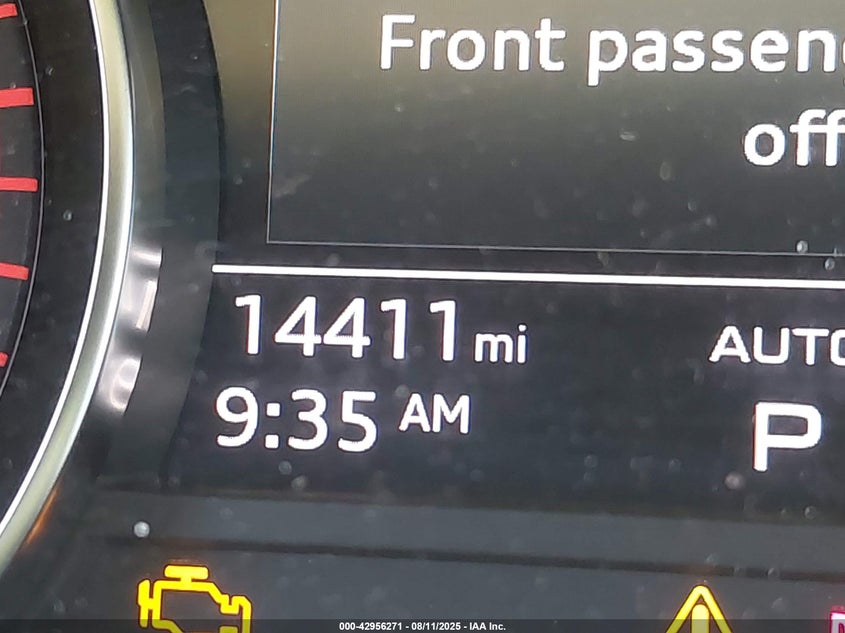 Front passen
off
14411 mi
AUTO
9:35 AM
P
000-42956271 - 08/11/2025 - IAA Inc.